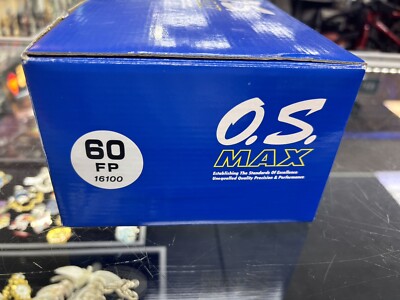 60
FP
16100
O.S.
MAX
Establishing The Standards Of Excellence
Unequalled Quality Precision & Performance